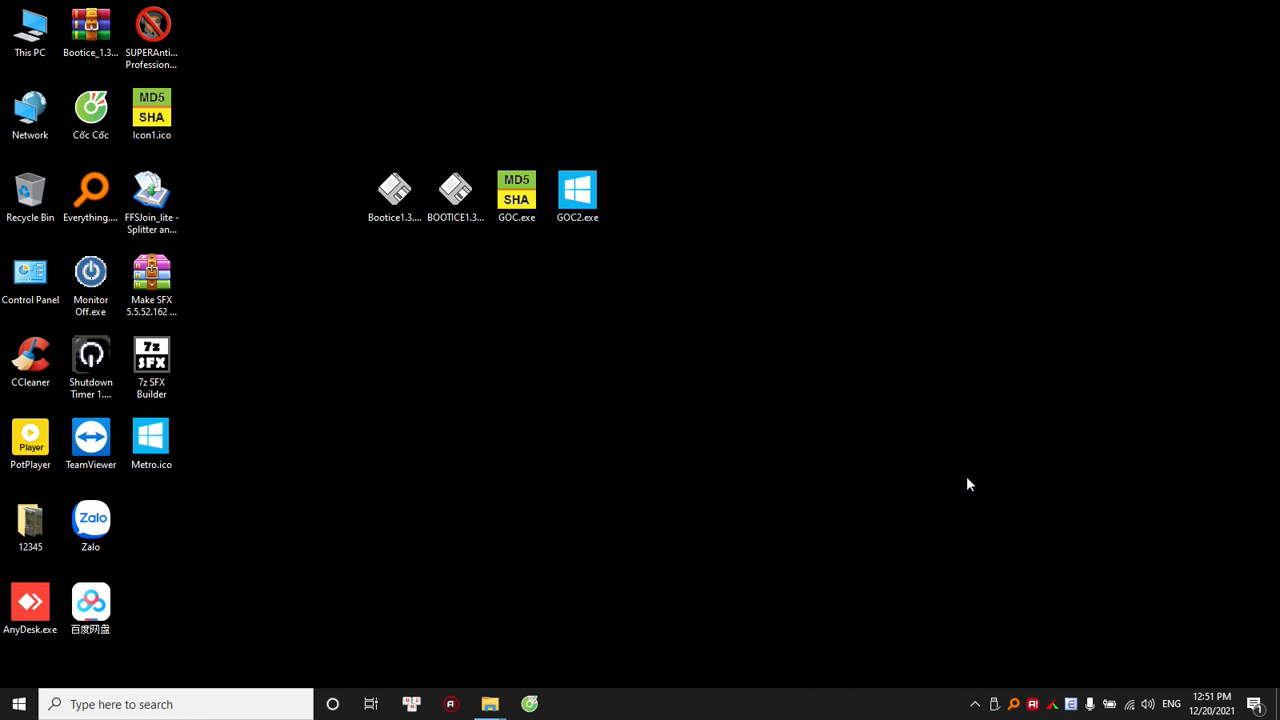 This PC
Bootice_1.3...
SUPERAnti...
Profession...
Network
Cốc Cốc
MD5
SHA
Icon1.ico
Recycle Bin
Everything....
FFSJoin_lite -
Splitter an...
Bootice1.3....
BOOTICE1.3...
MD5
SHA
GOC.exe
GOC2.exe
Control Panel
Monitor
Off.exe
Make SFX
5.5.52.162 ...
CCleaner
Shutdown
Timer 1....
7z
SFX
7z SFX
Builder
Player
PotPlayer
TeamViewer
Metro.ico
12345
Zalo
Zalo
AnyDesk.exe
百度网盘
Type here to search
ENG
12:51 PM
12/20/2021
1